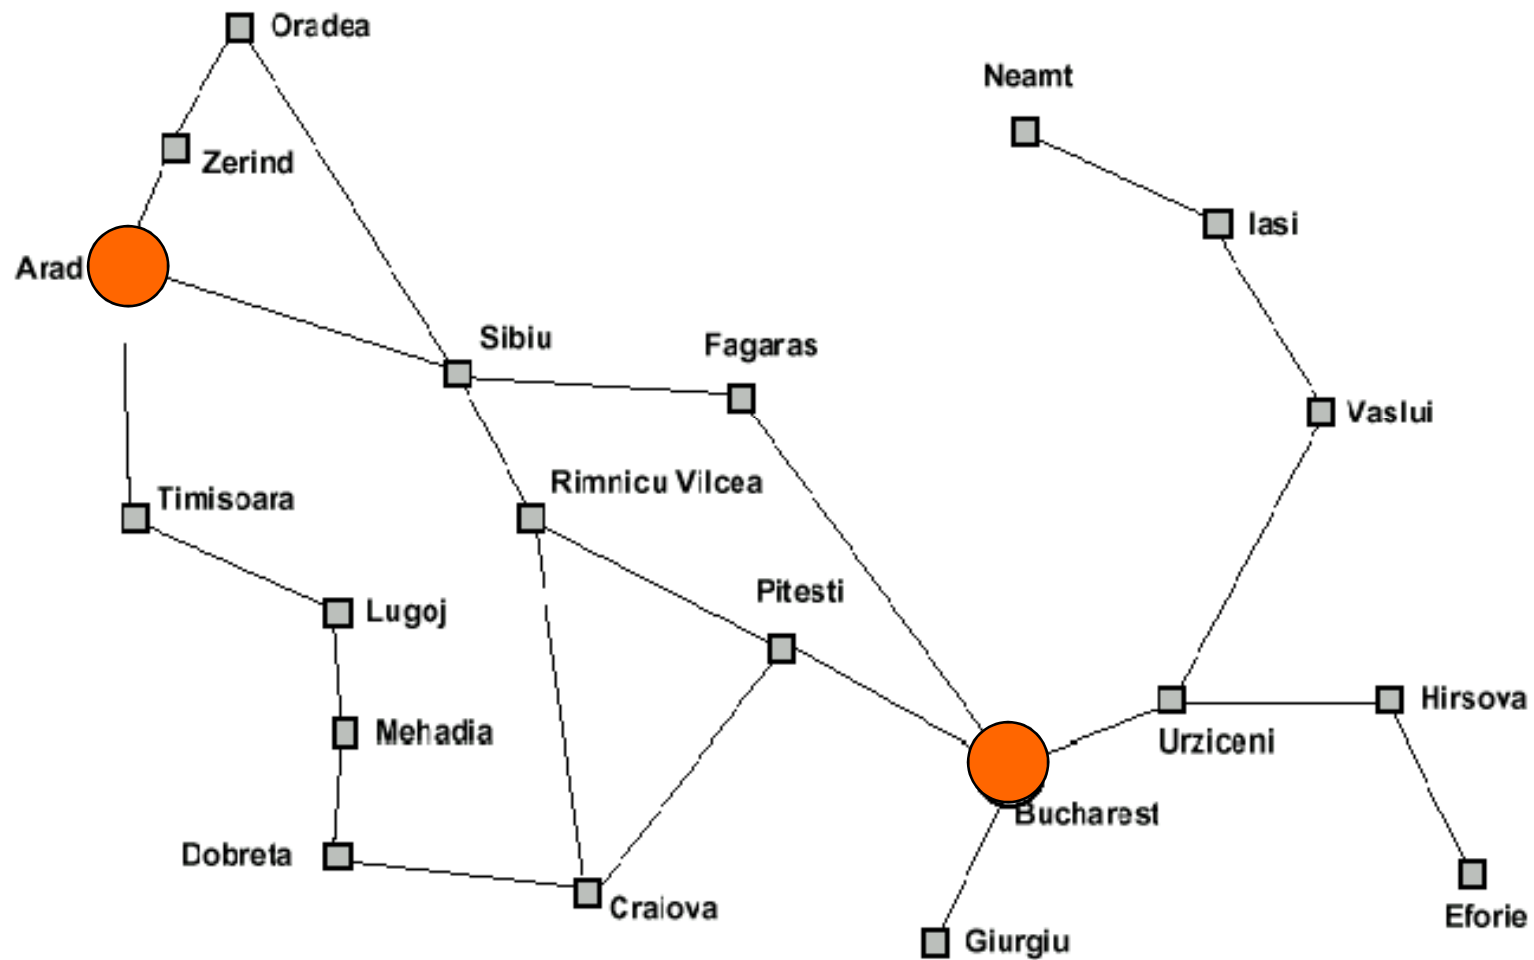 Oradea
Neamt
Zerind
Iasi
Arad
Sibiu
Fagaras
Vaslui
Rimnicu Vilcea
Timisoara
Pitesti
Lugoj
Hirsova
Mehadia
Urziceni
Bucharest
Dobreta
Craiova
Eforie
Giurgiu